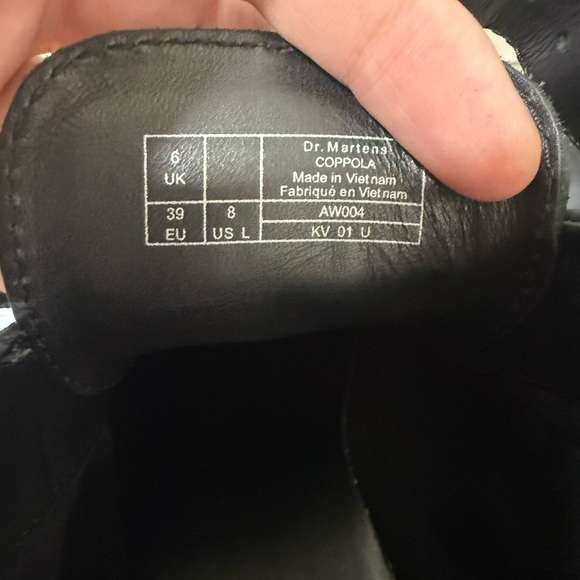 6
UK
39
EU
8
US L
Dr. Martens
COPPOLA
Made in Vietnam
Fabriqué en Vietnam
AW004
KV 01 U